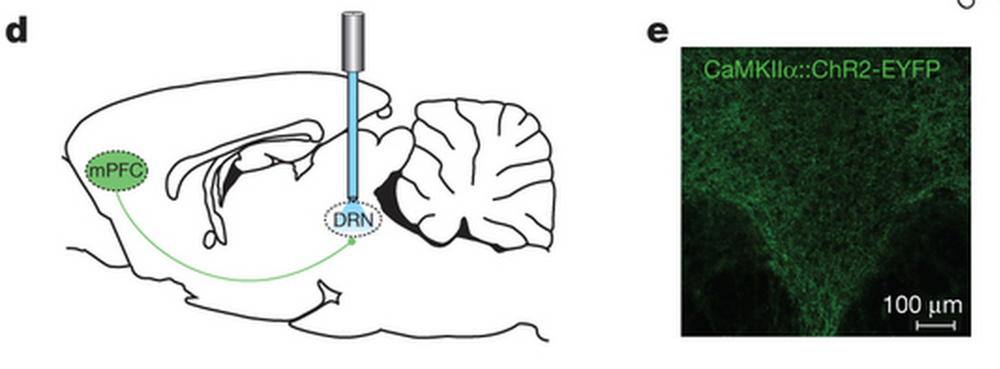 d
mPFC
DRN
e
CaMKIIα::ChR2-EYFP
100 μm